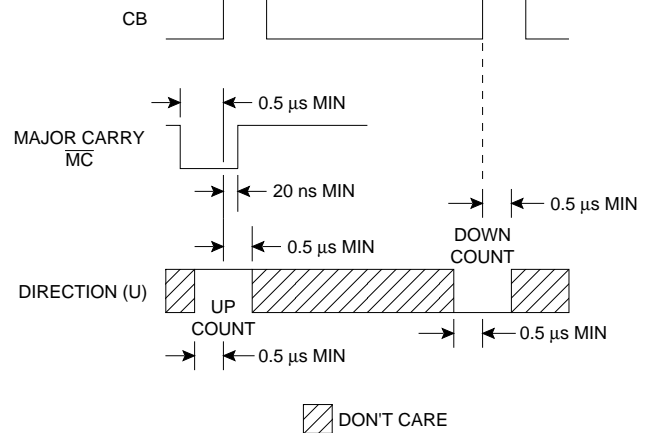 CB
0.5 μs MIN
MAJOR CARRY
MC
20 ns MIN
0.5 μs MIN
0.5 μs MIN
DOWN
COUNT
DIRECTION (U)
UP
COUNT
0.5 μs MIN
0.5 μs MIN
DON'T CARE